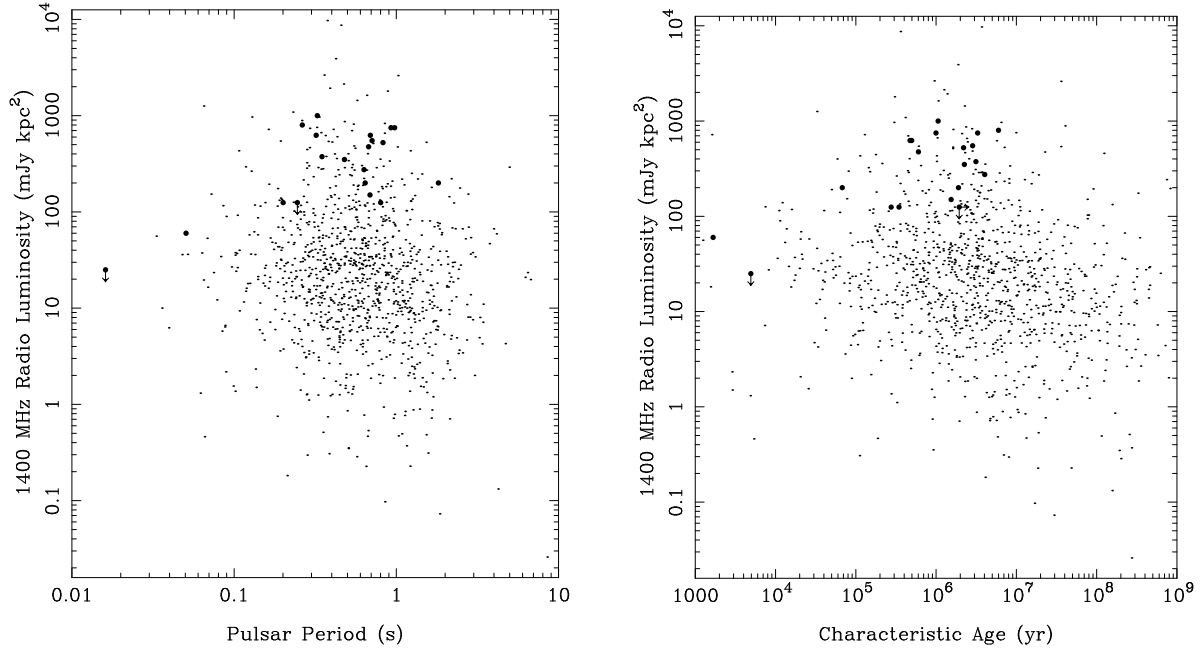 1400 MHz Radio Luminosity (mJy kpc²)
10⁴
1000
100
10
1
0.1
0.01 0.1 1 10
Pulsar Period (s)
1400 MHz Radio Luminosity (mJy kpc²)
10⁴
1000
100
10
1
0.1
1000 10⁴ 10⁵ 10⁶ 10⁷ 10⁸ 10⁹
Characteristic Age (yr)